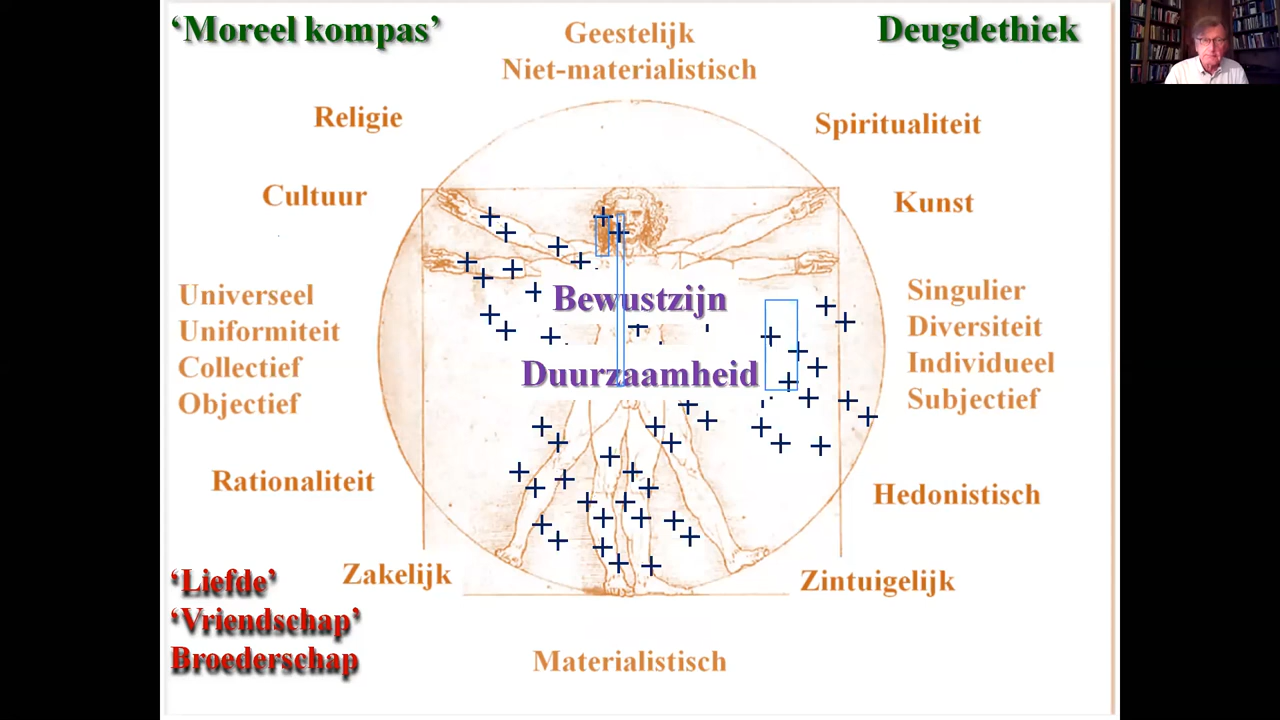 ‘Moreel kompas’
Geestelijk
Niet-materialistisch
Deugdethiek
Religie
Spiritualiteit
Cultuur
Kunst
Universeel
Uniformiteit
Collectief
Objectief
Bewustzijn
Duurzaamheid
Singulier
Diversiteit
Individueel
Subjectief
Rationaliteit
Hedonistisch
Zakelijk
Zintuigelijk
‘Liefde’
‘Vriendschap’
Broederschap
Materialistisch